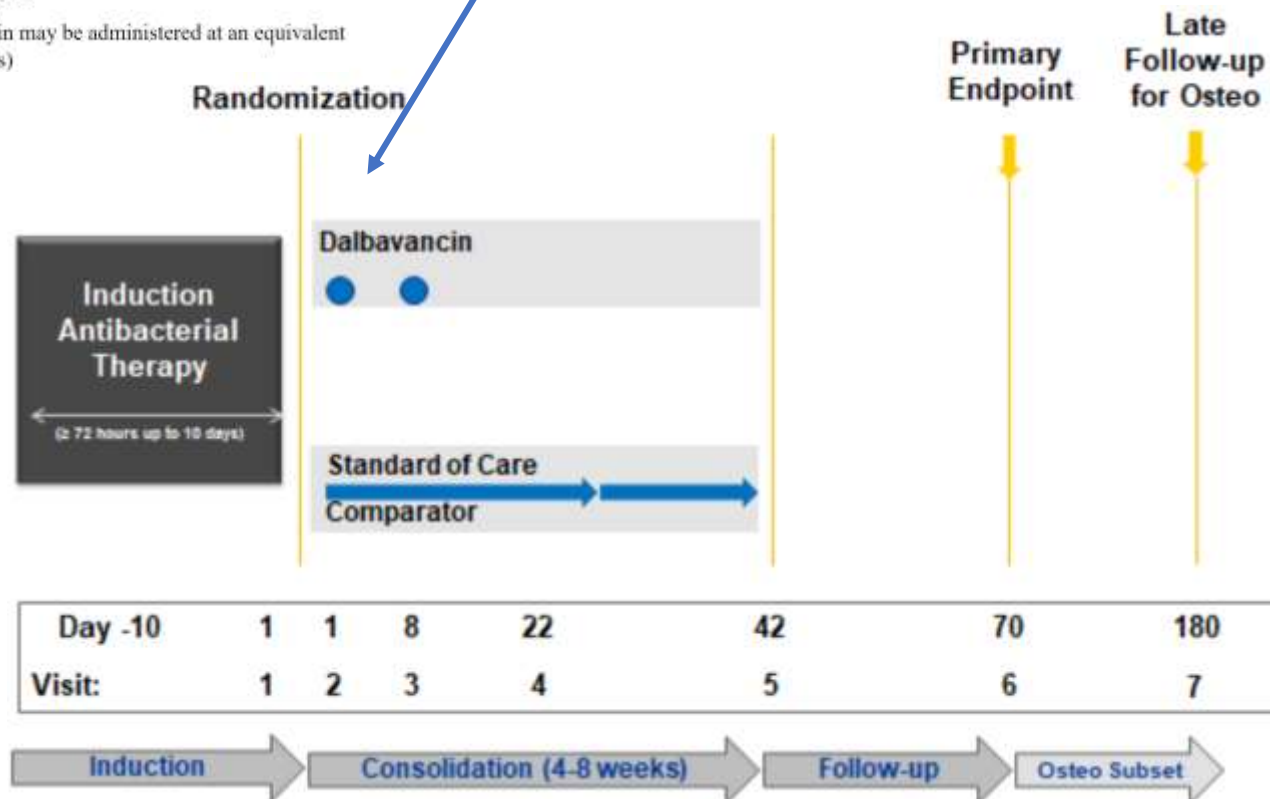 in may be administered at an equivalent
s)
Randomization
Primary
Endpoint
Late
Follow-up
for Osteo
Induction
Antibacterial
Therapy
(≥ 72 hours up to 10 days)
Dalbavancin
Standard of Care
Comparator
Day -10 1 1 8 22 42 70 180
Visit: 1 2 3 4 5 6 7
Induction Consolidation (4-8 weeks) Follow-up Osteo Subset